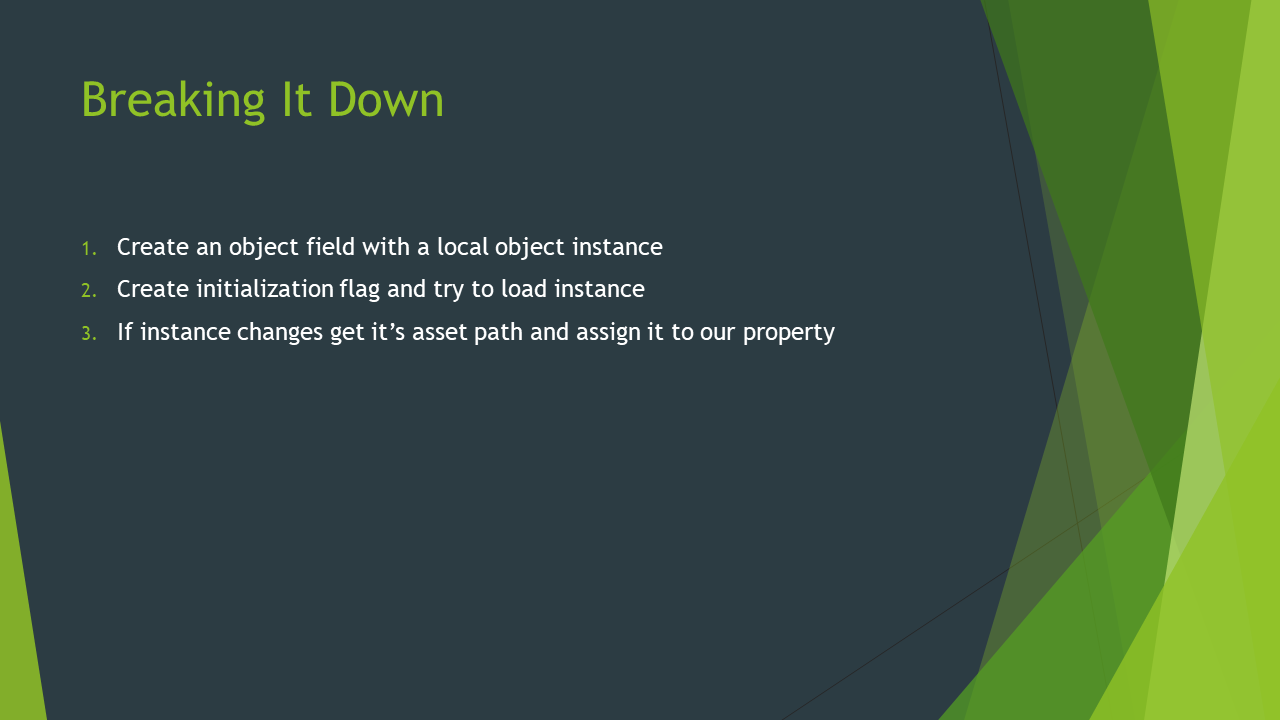 Breaking It Down
1. Create an object field with a local object instance
2. Create initialization flag and try to load instance
3. If instance changes get it’s asset path and assign it to our property